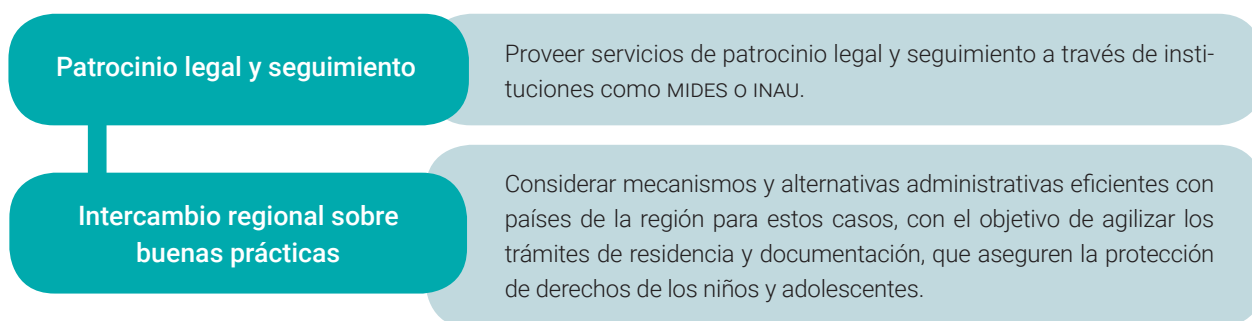 Patrocinio legal y seguimiento
Proveer servicios de patrocinio legal y seguimiento a través de insti-
tuciones como MIDES o INAU.
Intercambio regional sobre
buenas prácticas
Considerar mecanismos y alternativas administrativas eficientes con
países de la región para estos casos, con el objetivo de agilizar los
trámites de residencia y documentación, que aseguren la protección
de derechos de los niños y adolescentes.